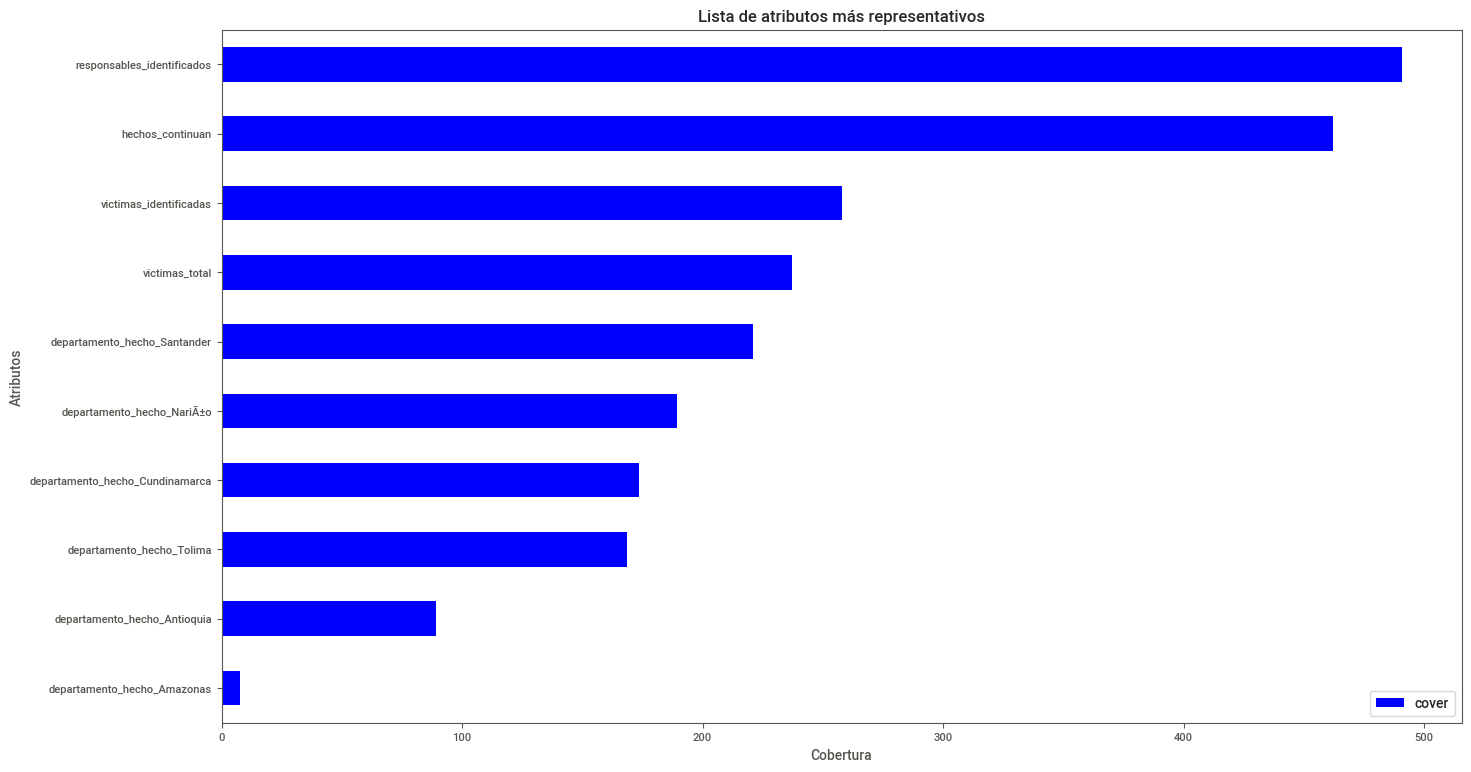 Lista de atributos más representativos
Atributos
responsables_identificados
hechos_continuan
victimas_identificadas
victimas_total
departamento_hecho_Santander
departamento_hecho_NariÃ±o
departamento_hecho_Cundinamarca
departamento_hecho_Tolima
departamento_hecho_Antioquia
departamento_hecho_Amazonas
cover
0 100 200 300 400 500
Cobertura